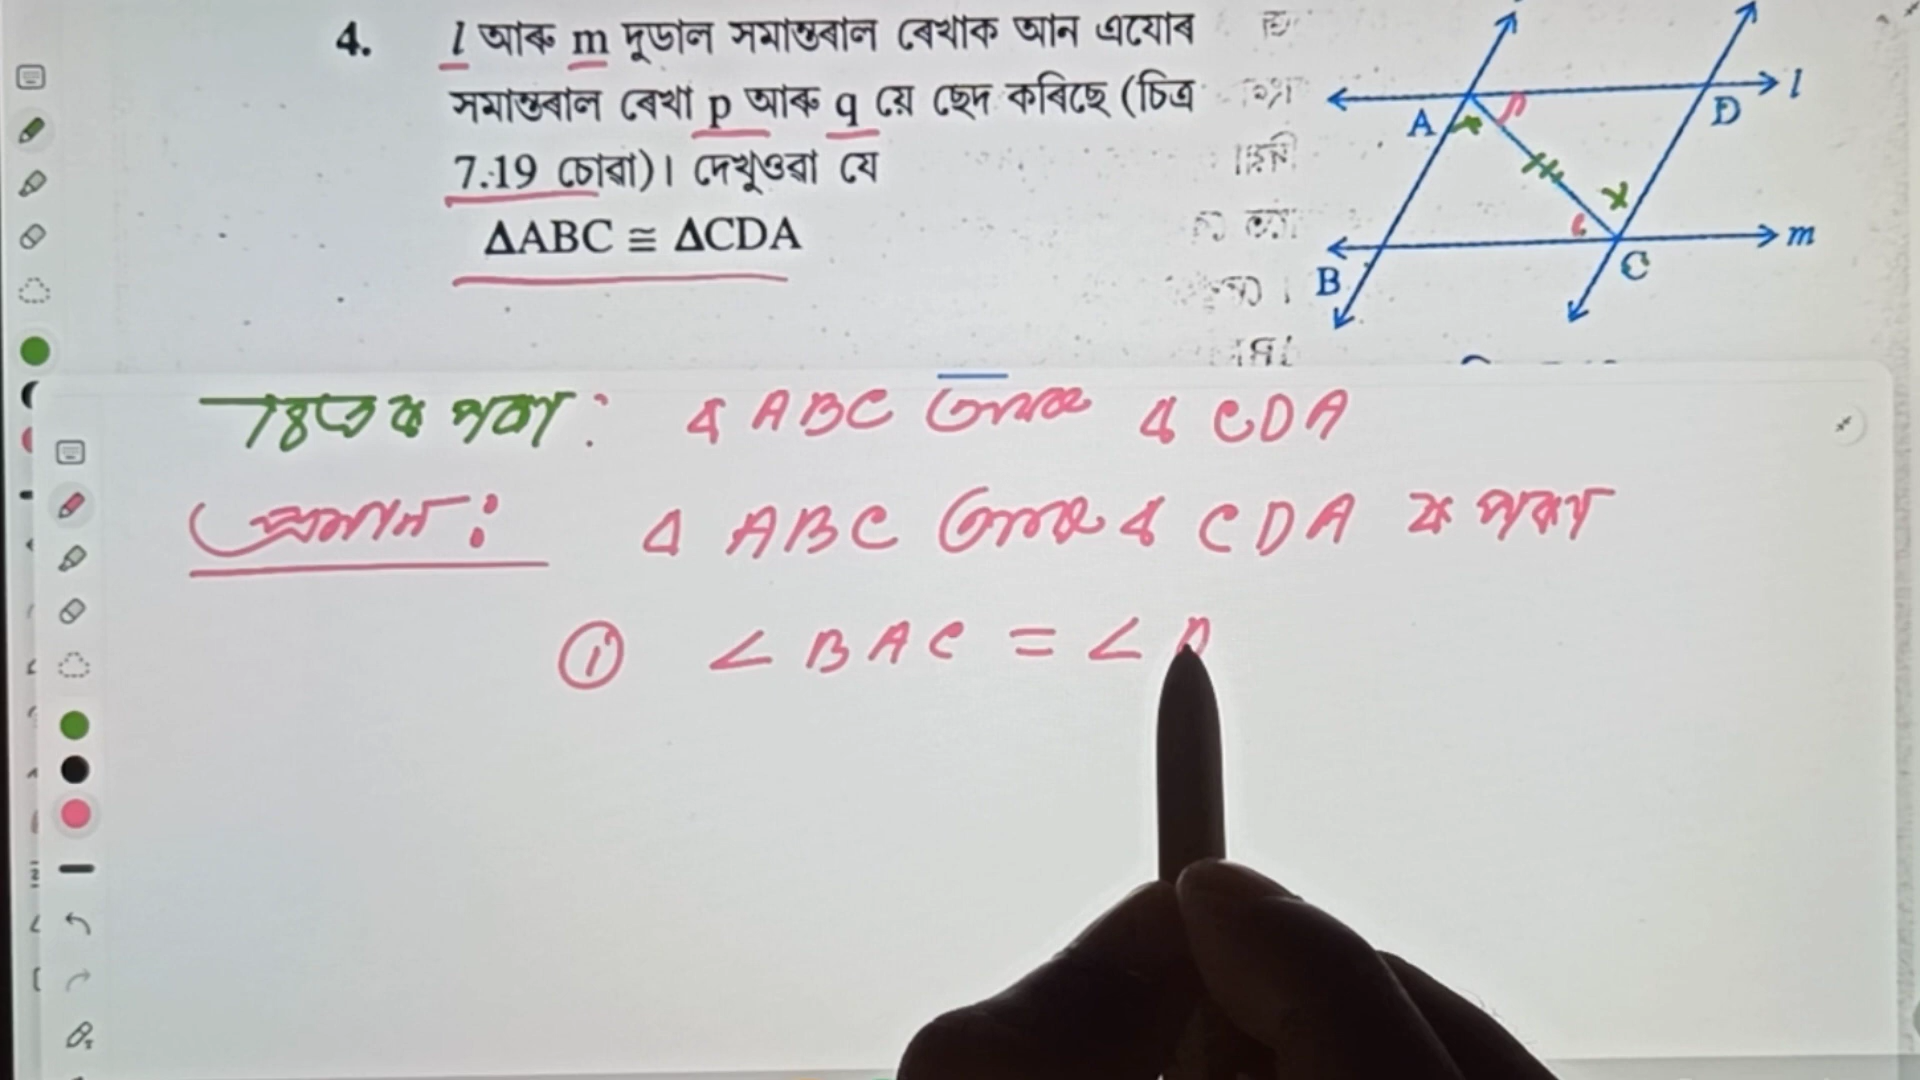 4. l আৰু m দুডাল সমান্তৰাল ৰেখাক আন এযোৰ
সমান্তৰাল ৰেখা p আৰু q য়ে ছেদ কৰিছে (চিত্ৰ
7.19 চোৱা)। দেখুওৱা যে
ΔABC ≅ ΔCDA
A D l
B C m
Δ ABC আৰু Δ CDA
প্ৰমাণ : Δ ABC আৰু Δ CDA ৰ পৰা
① ∠BAC = ∠